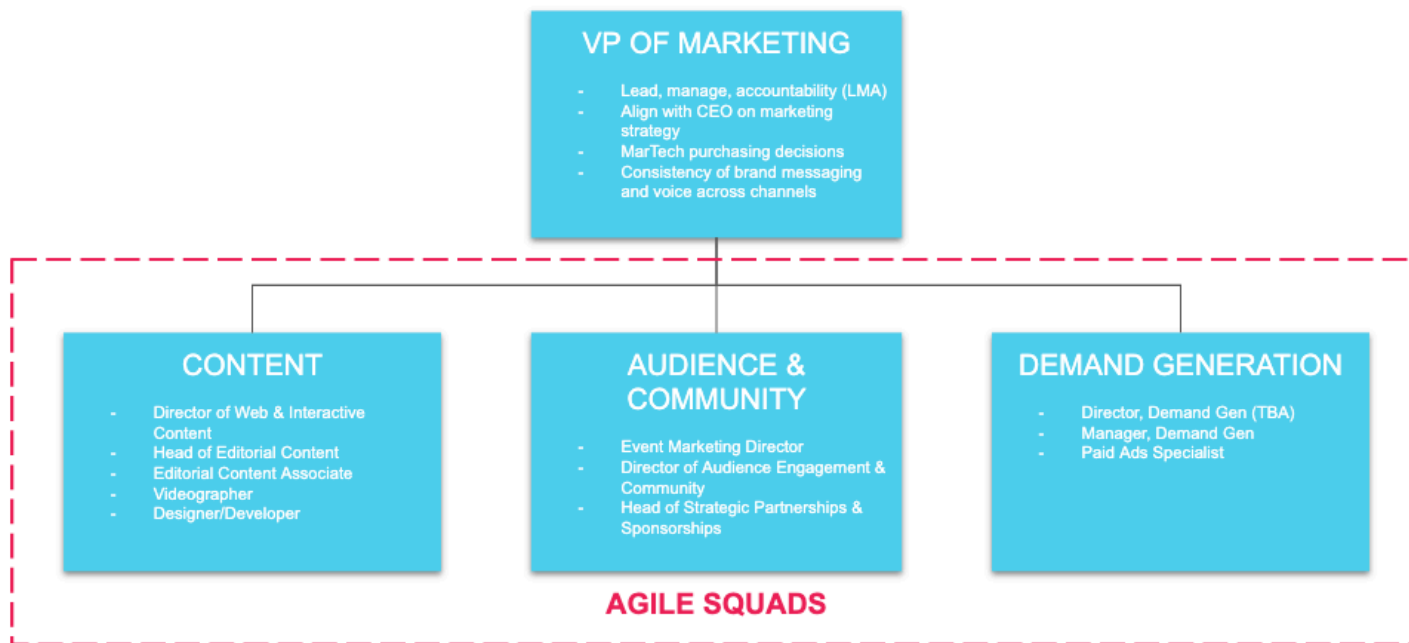 VP OF MARKETING
- Lead, manage, accountability (LMA)
- Align with CEO on marketing
strategy
- MarTech purchasing decisions
- Consistency of brand messaging
and voice across channels
CONTENT
- Director of Web & Interactive
Content
- Head of Editorial Content
- Editorial Content Associate
- Videographer
- Designer/Developer
AUDIENCE &
COMMUNITY
- Event Marketing Director
- Director of Audience Engagement &
Community
- Head of Strategic Partnerships &
Sponsorships
DEMAND GENERATION
- Director, Demand Gen (TBA)
- Manager, Demand Gen
- Paid Ads Specialist
AGILE SQUADS